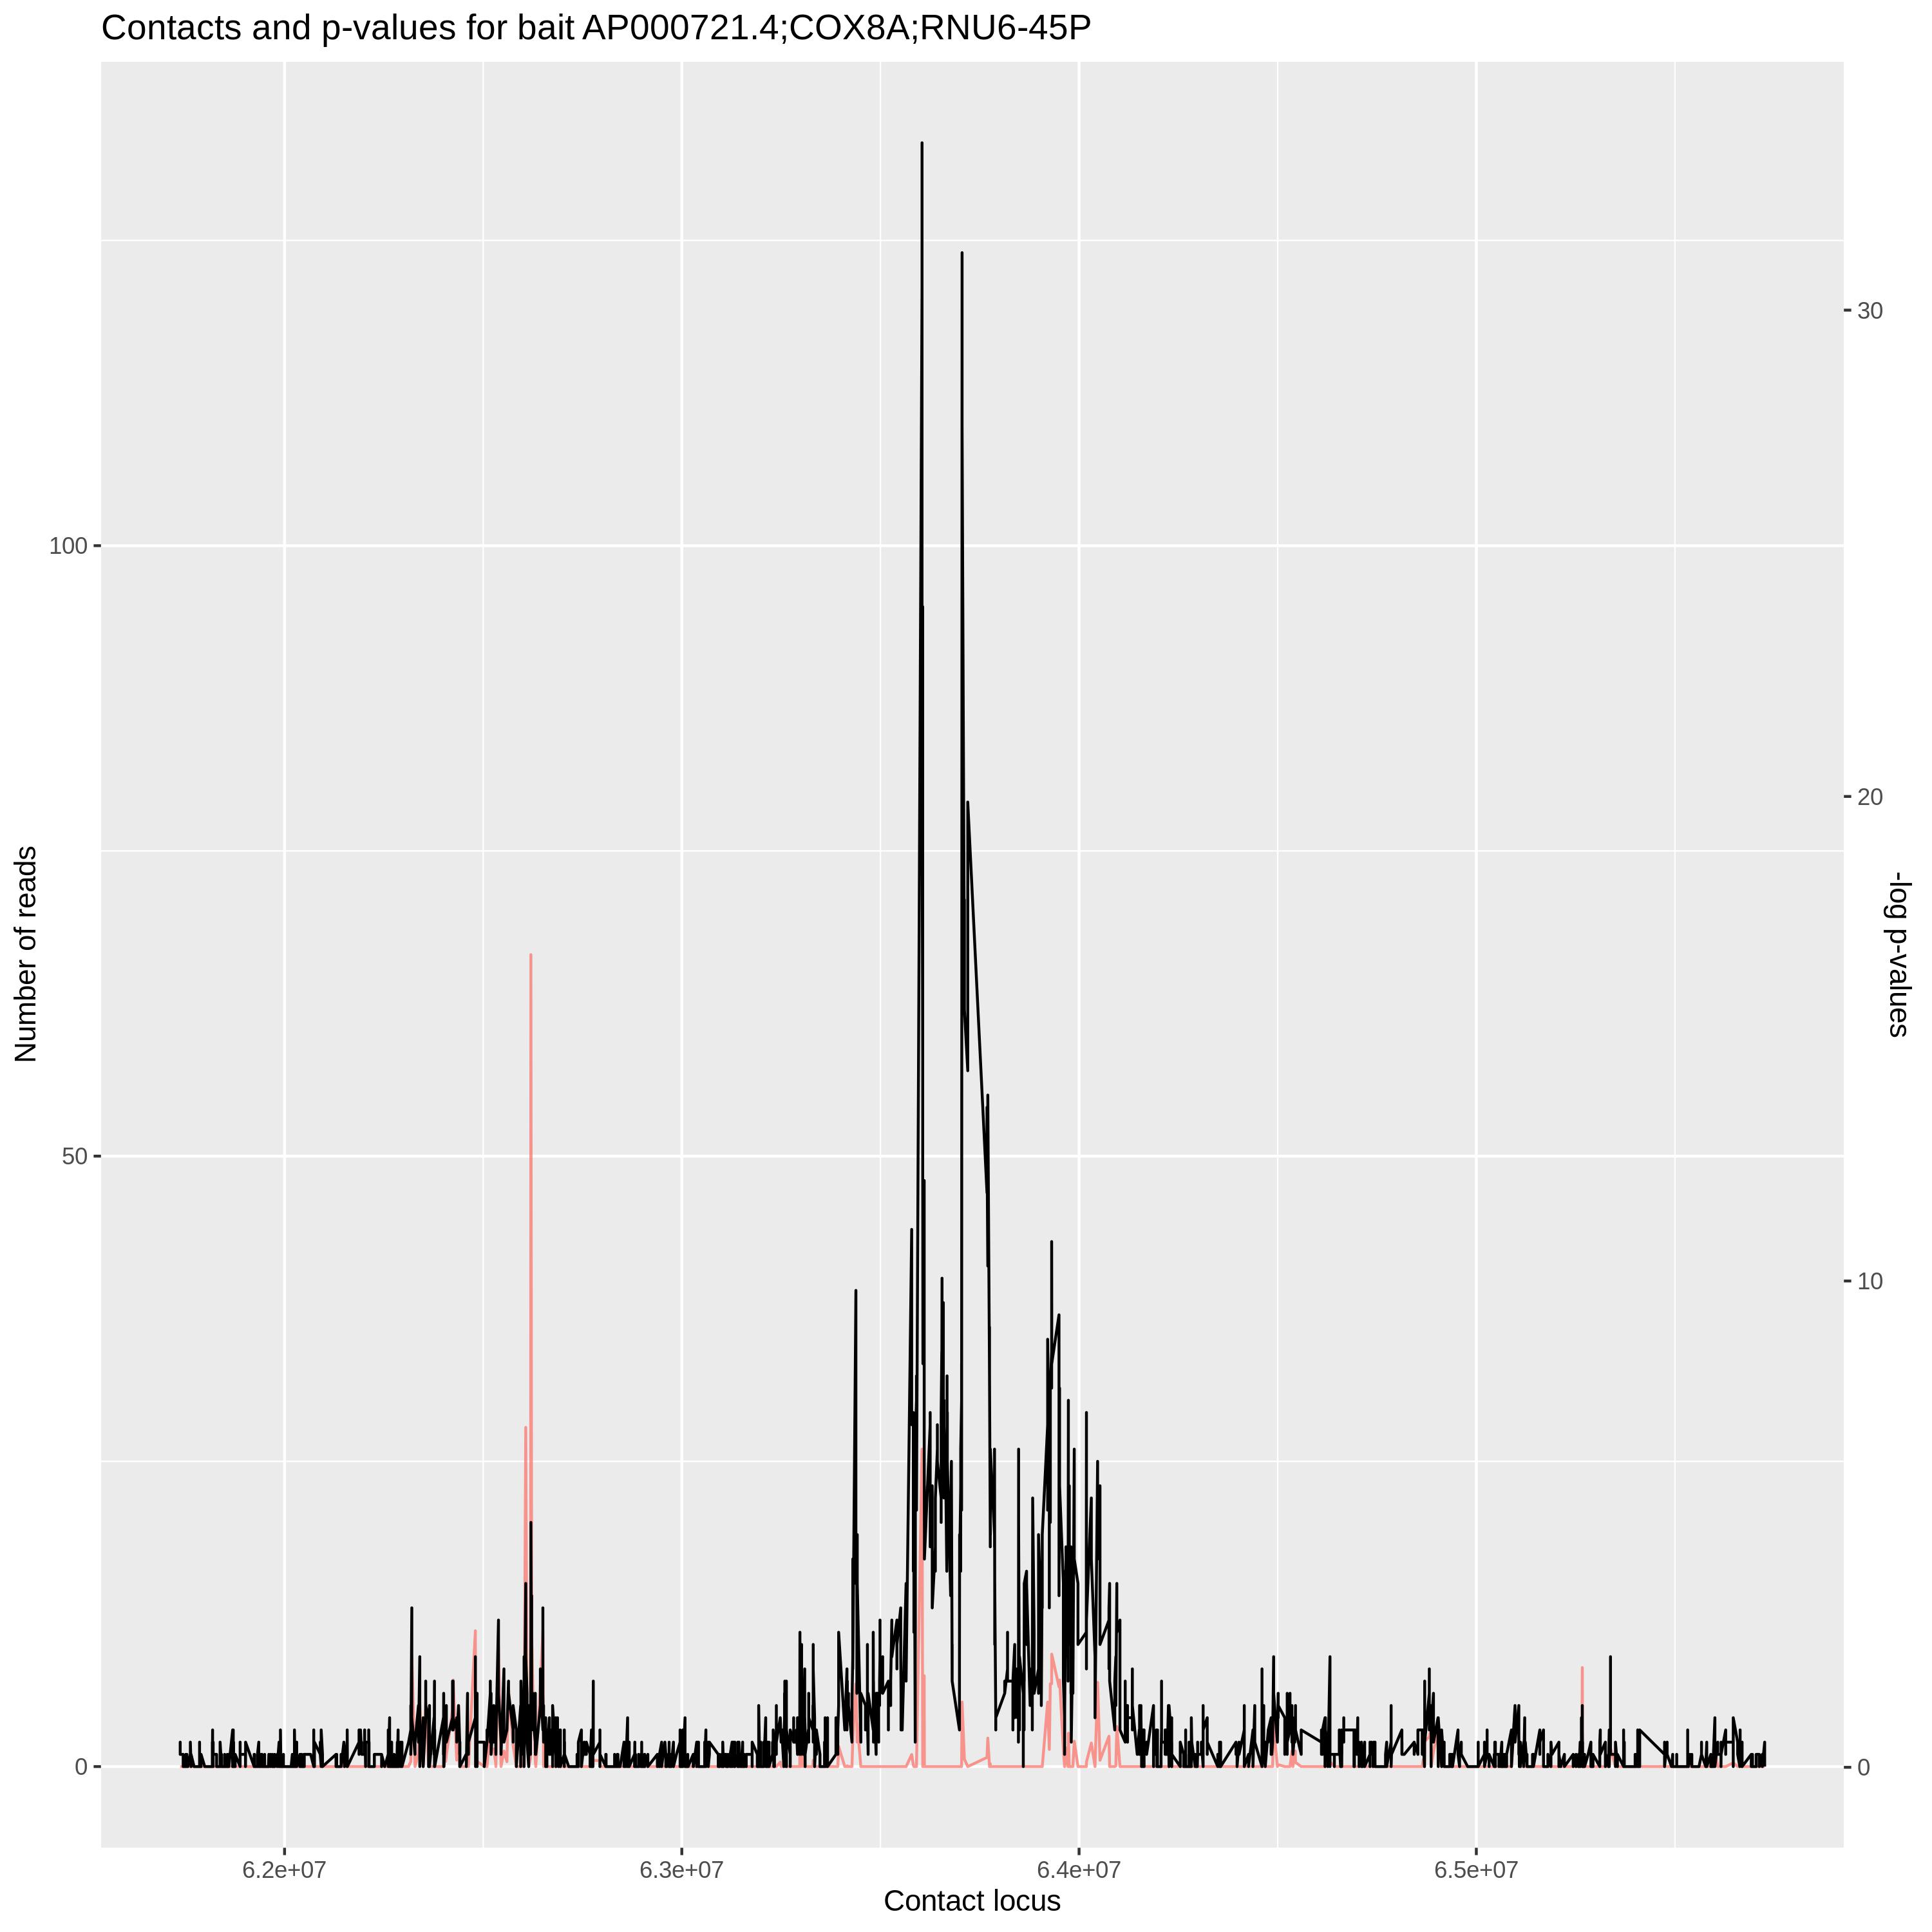 Contacts and p-values for bait AP000721.4;COX8A;RNU6-45P
100
50
0
Number of reads
30
20
10
0
-log p-values
6.2e+07
6.3e+07
6.4e+07
6.5e+07
Contact locus